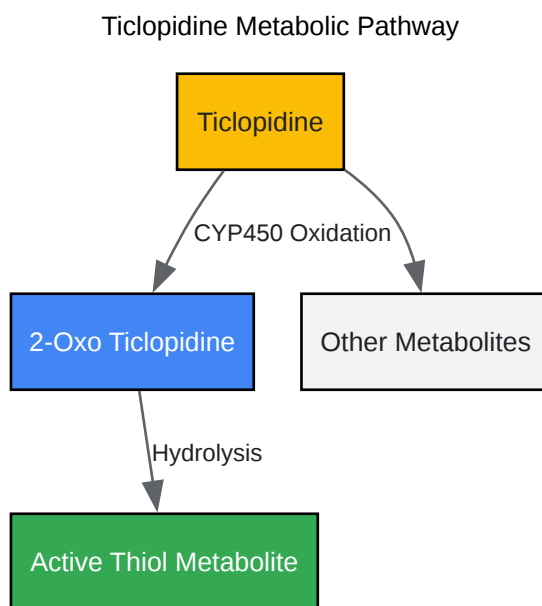 Ticlopidine Metabolic Pathway
Ticlopidine
CYP450 Oxidation
2-Oxo Ticlopidine
Other Metabolites
Hydrolysis
Active Thiol Metabolite